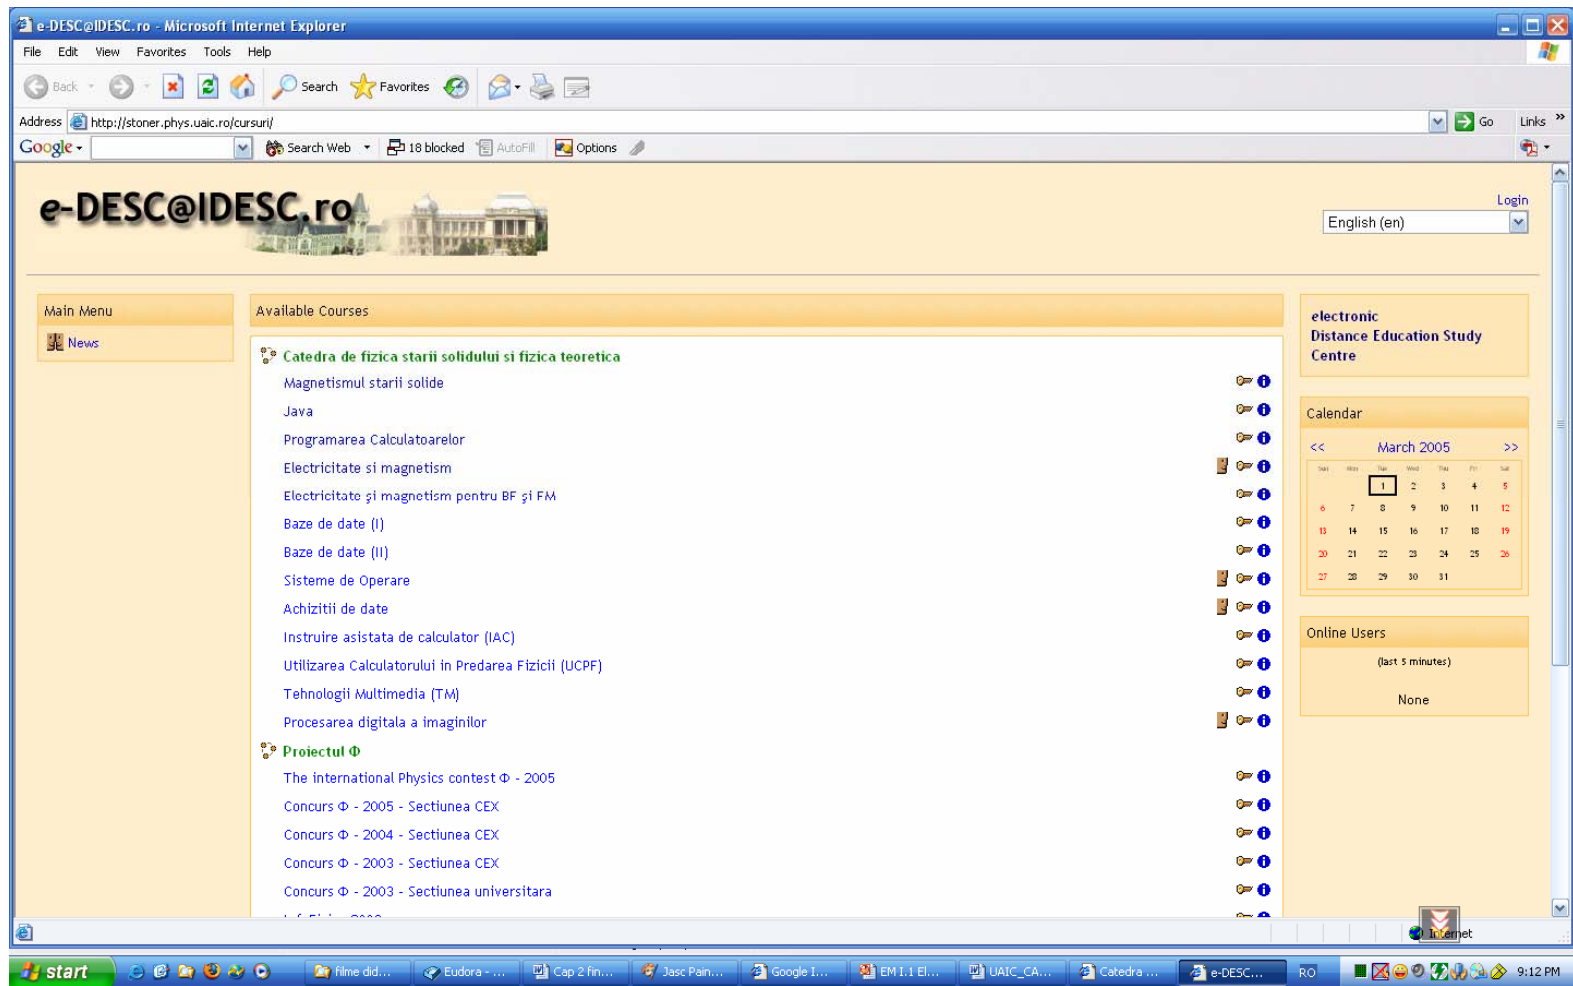 e-DESC@IDESC.ro - Microsoft Internet Explorer
File Edit View Favorites Tools Help
Back Search Favorites
Address http://stoner.phys.uaic.ro/cursuri/ Go Links »
Google Search Web 18 blocked AutoFill Options
e-DESC@IDESC.ro
Login
English (en)
Main Menu
News
Available Courses
Catedra de fizica starii solidului si fizica teoretica
Magnetismul starii solide
Java
Programarea Calculatoarelor
Electricitate si magnetism
Electricitate şi magnetism pentru BF şi FM
Baze de date (I)
Baze de date (II)
Sisteme de Operare
Achizitii de date
Instruire asistata de calculator (IAC)
Utilizarea Calculatorului in Predarea Fizicii (UCPF)
Tehnologii Multimedia (TM)
Procesarea digitala a imaginilor
Proiectul Φ
The international Physics contest Φ - 2005
Concurs Φ - 2005 - Sectiunea CEX
Concurs Φ - 2004 - Sectiunea CEX
Concurs Φ - 2003 - Sectiunea CEX
Concurs Φ - 2003 - Sectiunea universitara
electronic
Distance Education Study
Centre
Calendar
<< March 2005 >>
Sun Mon Tue Wed Thu Fri Sat
1 2 3 4 5
6 7 8 9 10 11 12
13 14 15 16 17 18 19
20 21 22 23 24 25 26
27 28 29 30 31
Online Users
(last 5 minutes)
None
Internet
start filme did... Eudora - ... Cap 2 fin... Jasc Pain... Google I... EM I.1 El... UAIC_CA... Catedra ... e-DESC... RO 9:12 PM